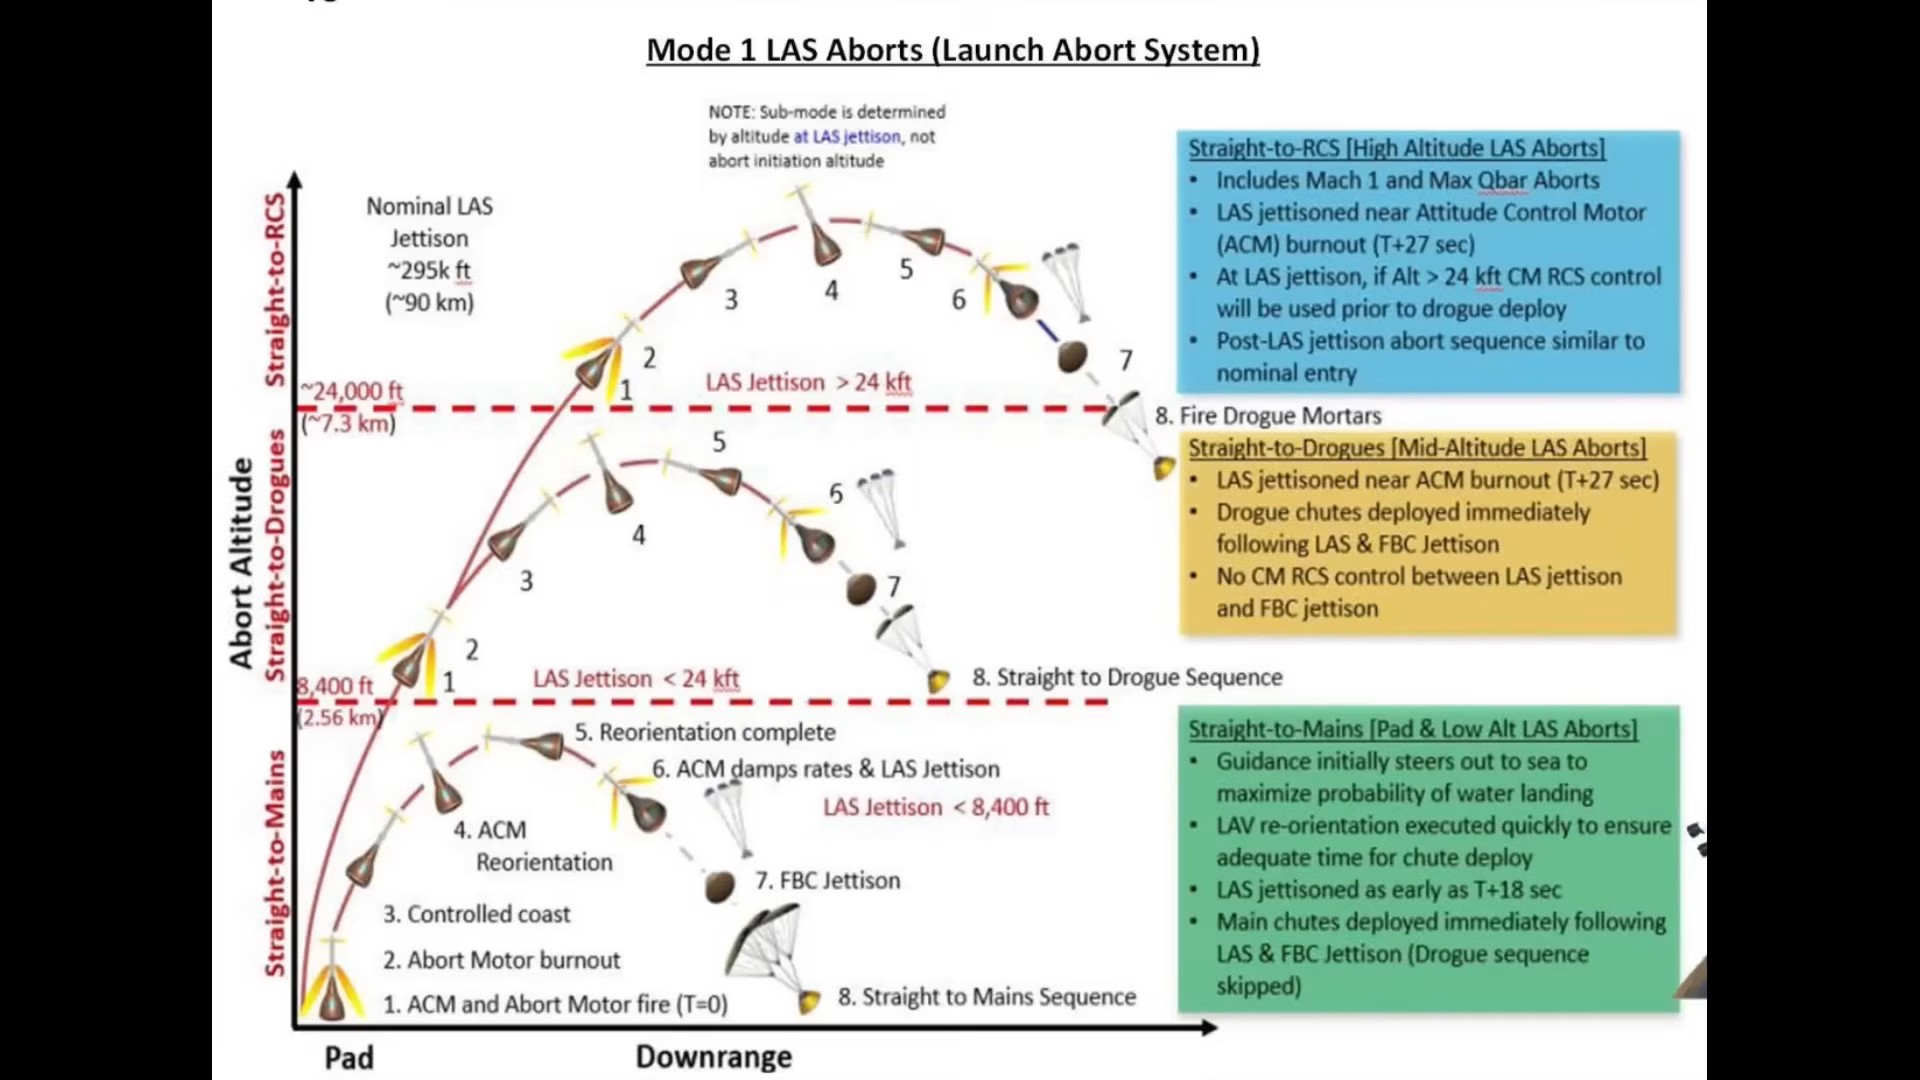 Mode 1 LAS Aborts (Launch Abort System)
NOTE: Sub-mode is determined
by altitude at LAS jettison, not
abort initiation altitude
Nominal LAS
Jettison
~295k ft
(~90 km)
Abort Altitude
Straight-to-RCS
Straight-to-Drogues
Straight-to-Mains
1
2
3
4
5
6
7
~24,000 ft
(~7.3 km)
LAS Jettison > 24 kft
8. Fire Drogue Mortars
1
2
3
4
5
6
7
8,400 ft
(2.56 km)
LAS Jettison < 24 kft
8. Straight to Drogue Sequence
5. Reorientation complete
6. ACM damps rates & LAS Jettison
LAS Jettison < 8,400 ft
4. ACM
Reorientation
7. FBC Jettison
3. Controlled coast
2. Abort Motor burnout
1. ACM and Abort Motor fire (T=0)
8. Straight to Mains Sequence
Pad
Downrange
Straight-to-RCS [High Altitude LAS Aborts]
• Includes Mach 1 and Max Qbar Aborts
• LAS jettisoned near Attitude Control Motor
(ACM) burnout (T+27 sec)
• At LAS jettison, if Alt > 24 kft CM RCS control
will be used prior to drogue deploy
• Post-LAS jettison abort sequence similar to
nominal entry
Straight-to-Drogues [Mid-Altitude LAS Aborts]
• LAS jettisoned near ACM burnout (T+27 sec)
• Drogue chutes deployed immediately
following LAS & FBC Jettison
• No CM RCS control between LAS jettison
and FBC jettison
Straight-to-Mains [Pad & Low Alt LAS Aborts]
• Guidance initially steers out to sea to
maximize probability of water landing
• LAV re-orientation executed quickly to ensure
adequate time for chute deploy
• LAS jettisoned as early as T+18 sec
• Main chutes deployed immediately following
LAS & FBC Jettison (Drogue sequence
skipped)